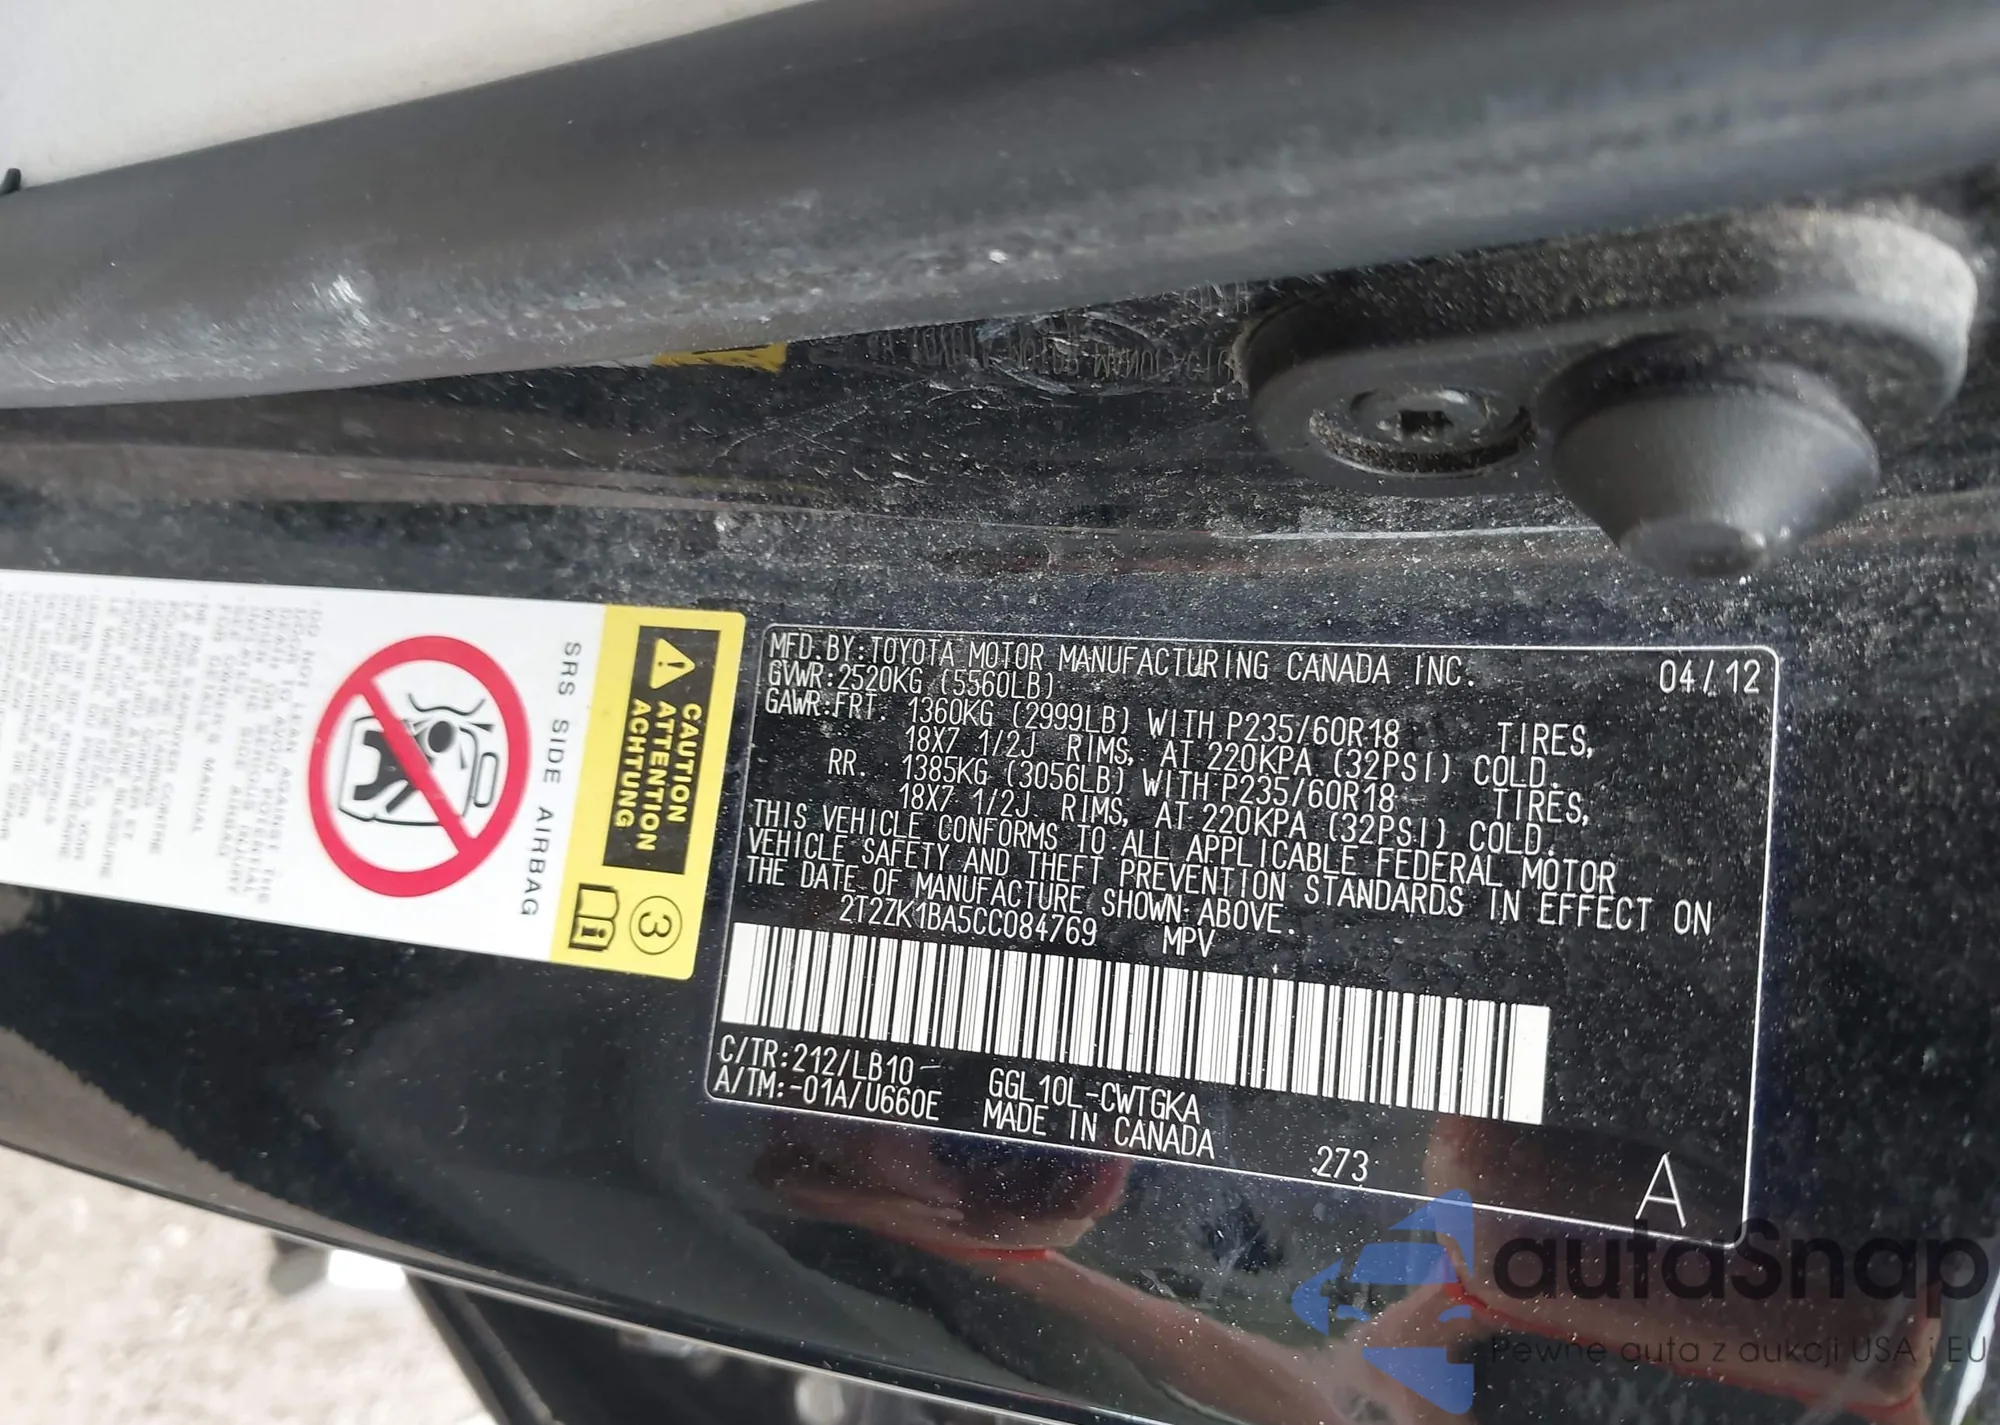 MFD.BY:TOYOTA MOTOR MANUFACTURING CANADA INC. 04/12
GVWR:2520KG (5560LB)
GAWR:FRT. 1360KG (2999LB) WITH P235/60R18 TIRES,
18X7 1/2J RIMS, AT 220KPA (32PSI) COLD.
RR. 1385KG (3056LB) WITH P235/60R18 TIRES,
18X7 1/2J RIMS, AT 220KPA (32PSI) COLD.
THIS VEHICLE CONFORMS TO ALL APPLICABLE FEDERAL MOTOR
VEHICLE SAFETY AND THEFT PREVENTION STANDARDS IN EFFECT ON
THE DATE OF MANUFACTURE SHOWN ABOVE.
2T2ZK1BA5CC084769 MPV
C/TR:212/LB10-
A/TM:-01A/U660E
GGL10L-CWTGKA
MADE IN CANADA
273
A
CAUTION
ATTENTION
ACHTUNG
3
SRS SIDE AIRBAG
autaSnap
Pewne auta z aukcji USA i EU